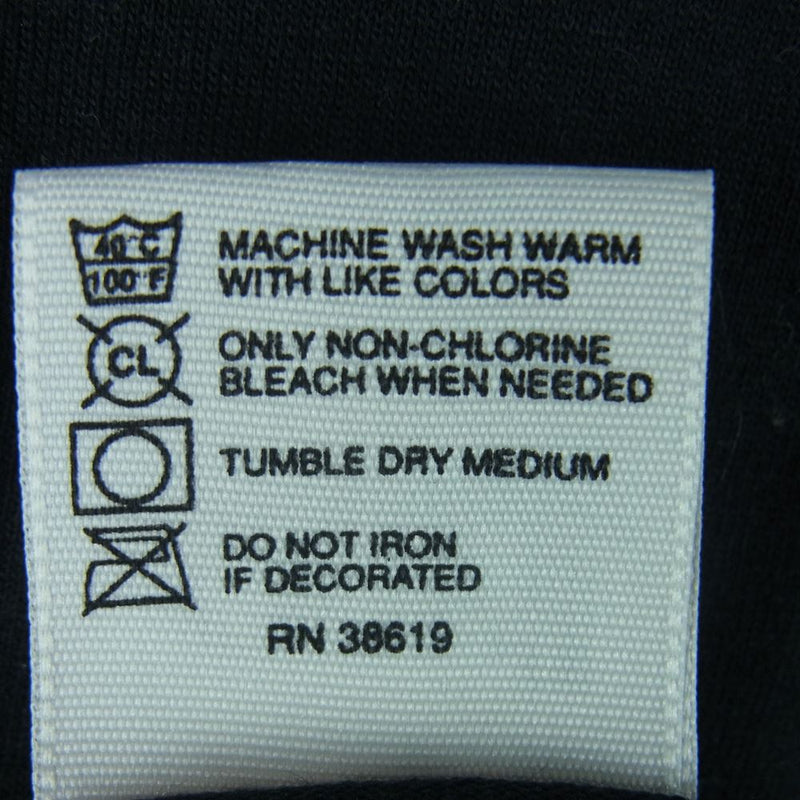 40°C
100°F
MACHINE WASH WARM
WITH LIKE COLORS
CL
ONLY NON-CHLORINE
BLEACH WHEN NEEDED
TUMBLE DRY MEDIUM
DO NOT IRON
IF DECORATED
RN 38619